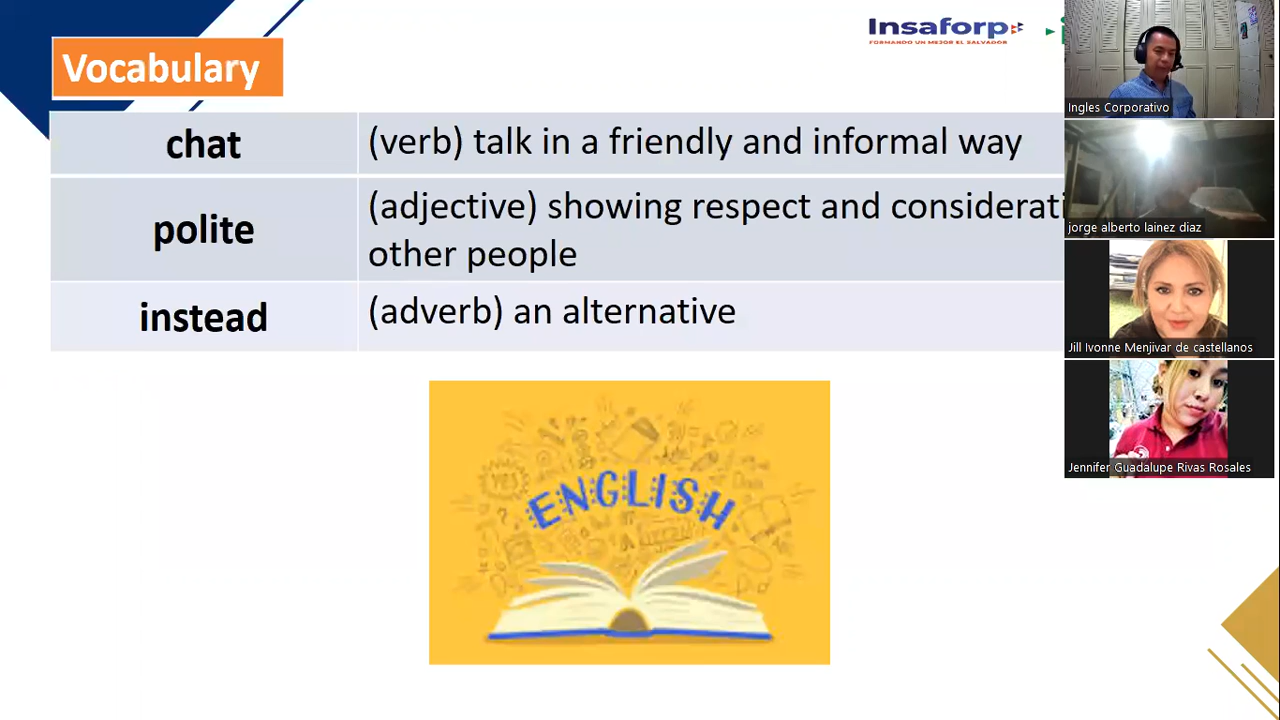 Vocabulary
Insaforp
FORMANDO UN MEJOR EL SALVADOR
chat
(verb) talk in a friendly and informal way
polite
(adjective) showing respect and considerati
other people
instead
(adverb) an alternative
YES
ENGLISH
Ingles Corporativo
jorge alberto lainez diaz
Jill Ivonne Menjivar de castellanos
Jennifer Guadalupe Rivas Rosales